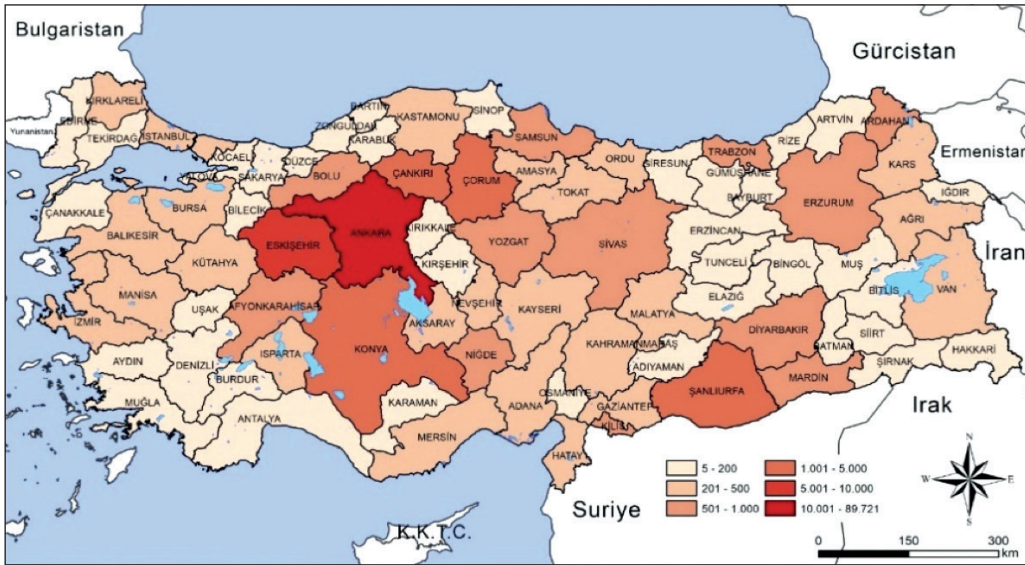 Bulgaristan
Gürcistan
Yunanistan
Ermenistan
İran
Irak
Suriye
K.K.T.C.
KIRKLARELİ
EDİRNE
TEKİRDAĞ
İSTANBUL
KOCAELİ
YALOVA
SAKARYA
DÜZCE
ZONGULDAK
BARTIN
KARABÜK
KASTAMONU
SİNOP
SAMSUN
ORDU
GİRESUN
TRABZON
GÜMÜŞHANE
BAYBURT
RİZE
ARTVİN
ARDAHAN
KARS
IĞDIR
AĞRI
ERZURUM
ERZİNCAN
BOLU
ÇANKIRI
ÇORUM
AMASYA
TOKAT
ÇANAKKALE
BURSA
BİLECİK
BALIKESİR
KÜTAHYA
ESKİŞEHİR
ANKARA
KIRIKKALE
KIRŞEHİR
YOZGAT
SİVAS
TUNCELİ
BİNGÖL
MUŞ
BİTLİS
VAN
MANİSA
UŞAK
AFYONKARAHİSAR
İZMİR
KONYA
AKSARAY
NEVŞEHİR
KAYSERİ
MALATYA
ELAZIĞ
DİYARBAKIR
BATMAN
SİİRT
ŞIRNAK
HAKKARİ
AYDIN
DENİZLİ
ISPARTA
BURDUR
MUĞLA
ANTALYA
KARAMAN
NİĞDE
MERSİN
ADANA
OSMANİYE
KAHRAMANMARAŞ
ADIYAMAN
GAZİANTEP
KİLİS
HATAY
ŞANLIURFA
MARDİN
5 - 200
201 - 500
501 - 1.000
1.001 - 5.000
5.001 - 10.000
10.001 - 89.721
N
W
E
S
0 150 300
km